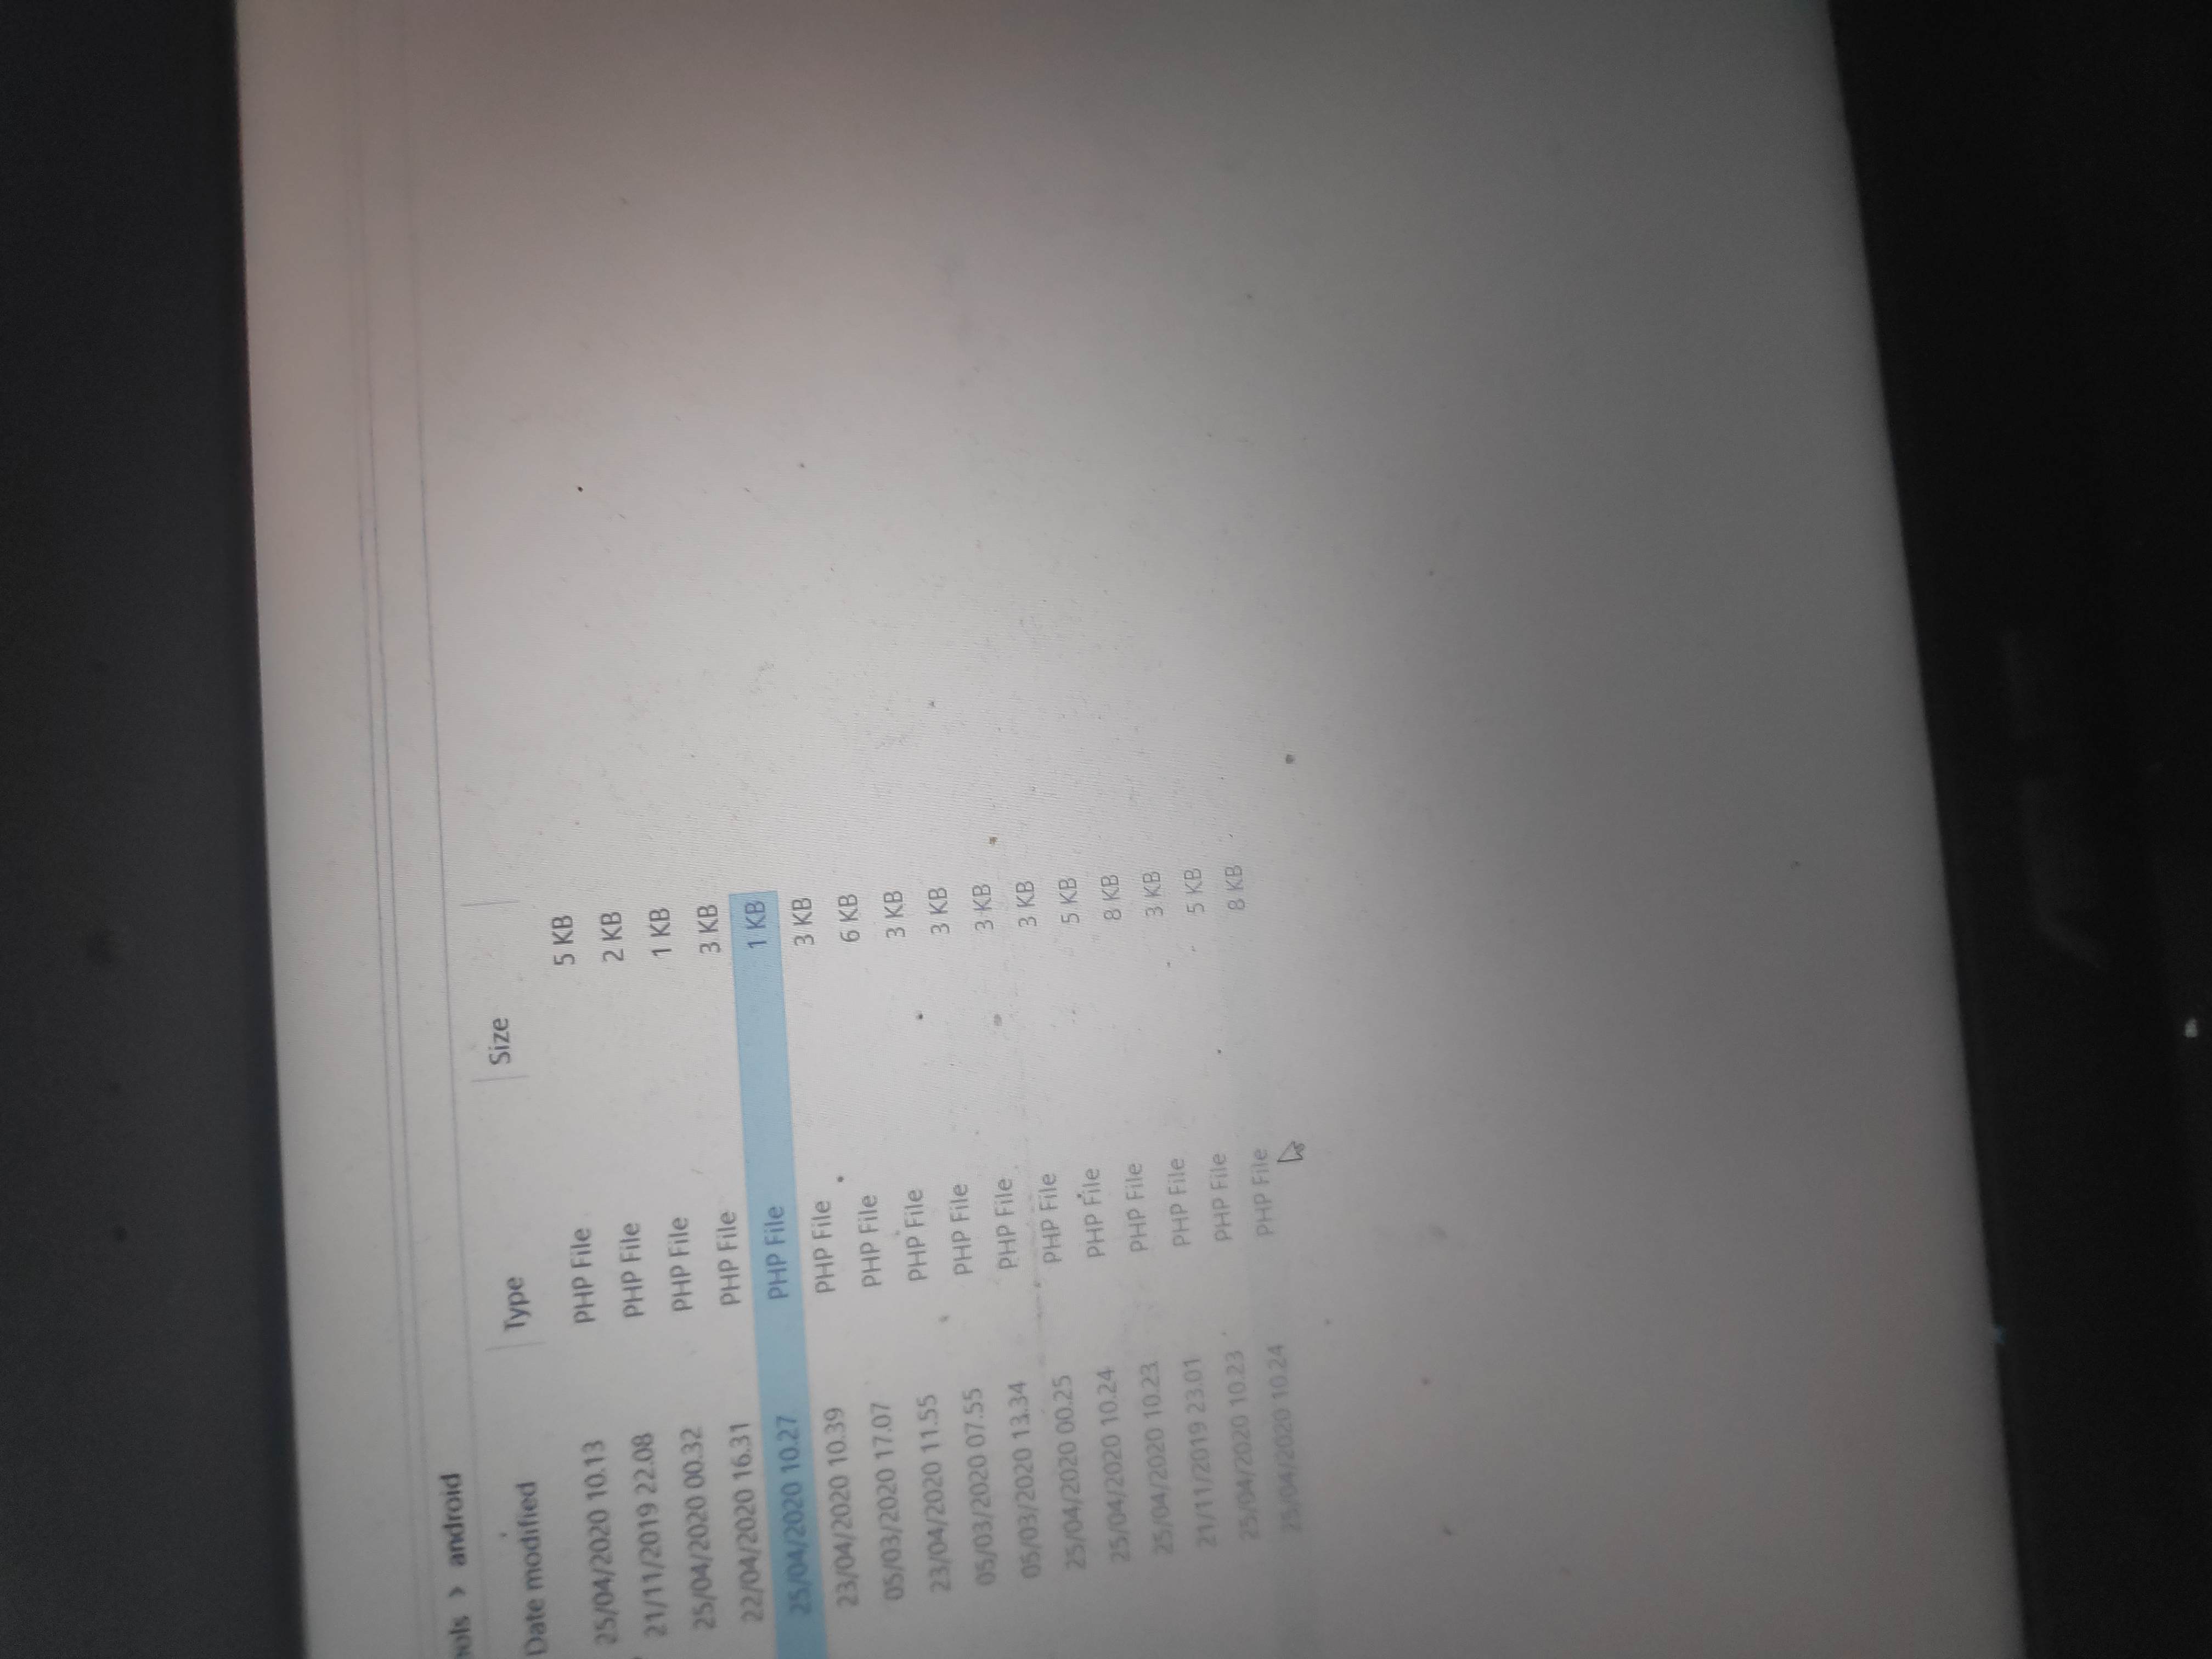 ools > android
Date modified Type Size
25/04/2020 10.13 PHP File 5 KB
21/11/2019 22.08 PHP File 2 KB
25/04/2020 00.32 PHP File 1 KB
22/04/2020 16.31 PHP File 3 KB
25/04/2020 10.27 PHP File 1 KB
23/04/2020 10.39 PHP File 3 KB
05/03/2020 17.07 PHP File 6 KB
23/04/2020 11.55 PHP File 3 KB
05/03/2020 07.55 PHP File 3 KB
05/03/2020 13.34 PHP File 3 KB
25/04/2020 00.25 PHP File 3 KB
25/04/2020 10.24 PHP File 5 KB
25/04/2020 10.23 PHP File 8 KB
21/11/2019 23.01 PHP File 3 KB
25/04/2020 10.23 PHP File 5 KB
25/04/2020 10.24 PHP File 8 KB